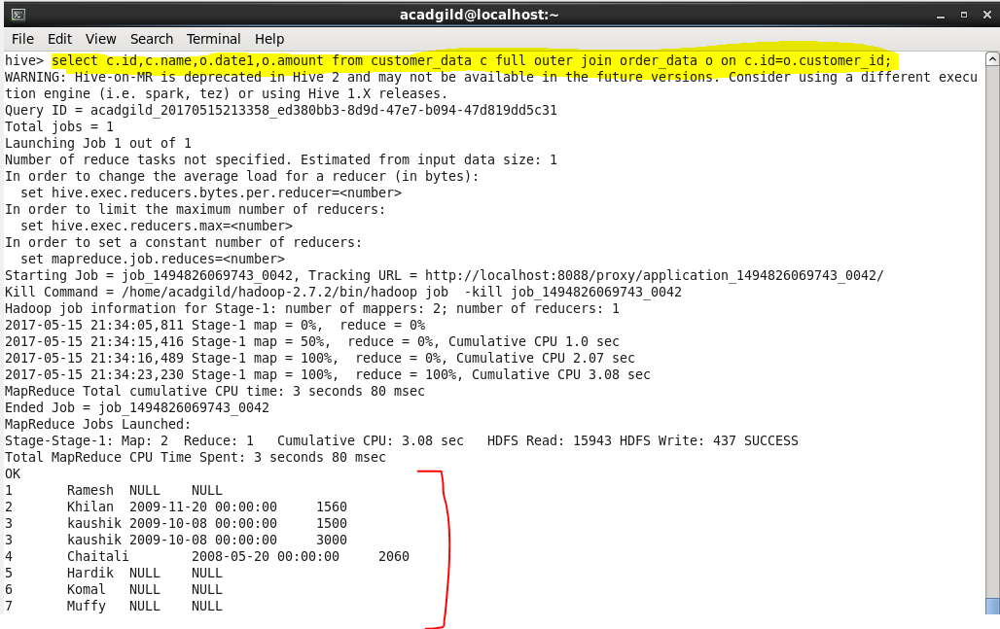 acadgild@localhost:~
File Edit View Search Terminal Help
hive> select c.id,c.name,o.date1,o.amount from customer_data c full outer join order_data o on c.id=o.customer_id;
WARNING: Hive-on-MR is deprecated in Hive 2 and may not be available in the future versions. Consider using a different execu
tion engine (i.e. spark, tez) or using Hive 1.X releases.
Query ID = acadgild_20170515213358_ed380bb3-8d9d-47e7-b094-47d819dd5c31
Total jobs = 1
Launching Job 1 out of 1
Number of reduce tasks not specified. Estimated from input data size: 1
In order to change the average load for a reducer (in bytes):
  set hive.exec.reducers.bytes.per.reducer=<number>
In order to limit the maximum number of reducers:
  set hive.exec.reducers.max=<number>
In order to set a constant number of reducers:
  set mapreduce.job.reduces=<number>
Starting Job = job_1494826069743_0042, Tracking URL = http://localhost:8088/proxy/application_1494826069743_0042/
Kill Command = /home/acadgild/hadoop-2.7.2/bin/hadoop job  -kill job_1494826069743_0042
Hadoop job information for Stage-1: number of mappers: 2; number of reducers: 1
2017-05-15 21:34:05,811 Stage-1 map = 0%,  reduce = 0%
2017-05-15 21:34:15,416 Stage-1 map = 50%,  reduce = 0%, Cumulative CPU 1.0 sec
2017-05-15 21:34:16,489 Stage-1 map = 100%,  reduce = 0%, Cumulative CPU 2.07 sec
2017-05-15 21:34:23,230 Stage-1 map = 100%,  reduce = 100%, Cumulative CPU 3.08 sec
MapReduce Total cumulative CPU time: 3 seconds 80 msec
Ended Job = job_1494826069743_0042
MapReduce Jobs Launched:
Stage-Stage-1: Map: 2  Reduce: 1   Cumulative CPU: 3.08 sec   HDFS Read: 15943 HDFS Write: 437 SUCCESS
Total MapReduce CPU Time Spent: 3 seconds 80 msec
OK
1       Ramesh  NULL    NULL
2       Khilan  2009-11-20 00:00:00     1560
3       kaushik 2009-10-08 00:00:00     1500
3       kaushik 2009-10-08 00:00:00     3000
4       Chaitali        2008-05-20 00:00:00     2060
5       Hardik  NULL    NULL
6       Komal   NULL    NULL
7       Muffy   NULL    NULL